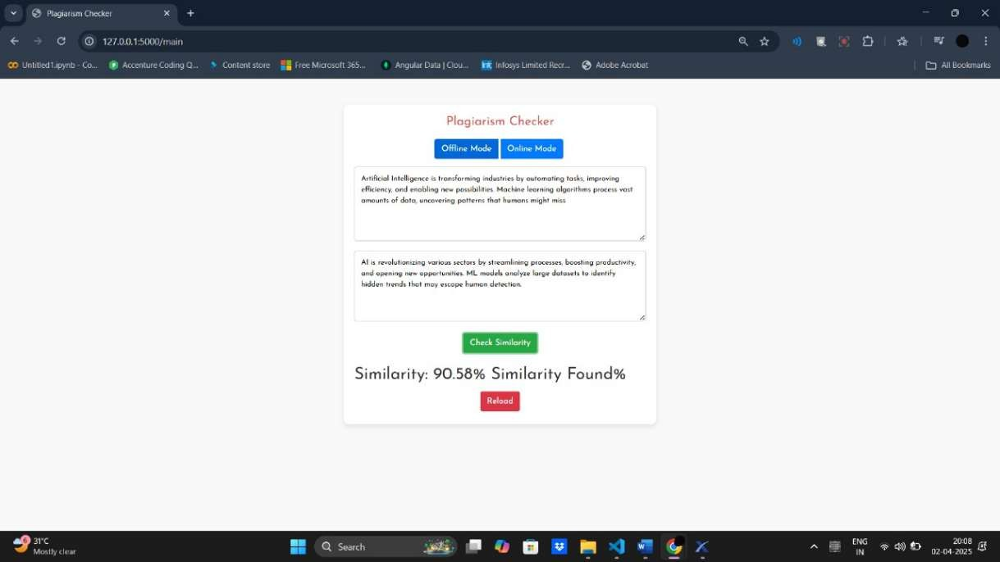 Plagiarism Checker
127.0.0.1:5000/main
Untitled1.ipynb - Co... Accenture Coding Q... Content store Free Microsoft 365... Angular Data | Clou... Infosys Limited Recr... Adobe Acrobat All Bookmarks
Plagiarism Checker
Offline Mode Online Mode
Artificial Intelligence is transforming industries by automating tasks, improving
efficiency, and enabling new possibilities. Machine learning algorithms process vast
amounts of data, uncovering patterns that humans might miss
AI is revolutionizing various sectors by streamlining processes, boosting productivity,
and opening new opportunities. ML models analyze large datasets to identify
hidden trends that may escape human detection.
Check Similarity
Similarity: 90.58% Similarity Found%
Reload
6
31°C
Mostly clear
Search
ENG
IN
20:08
02-04-2025